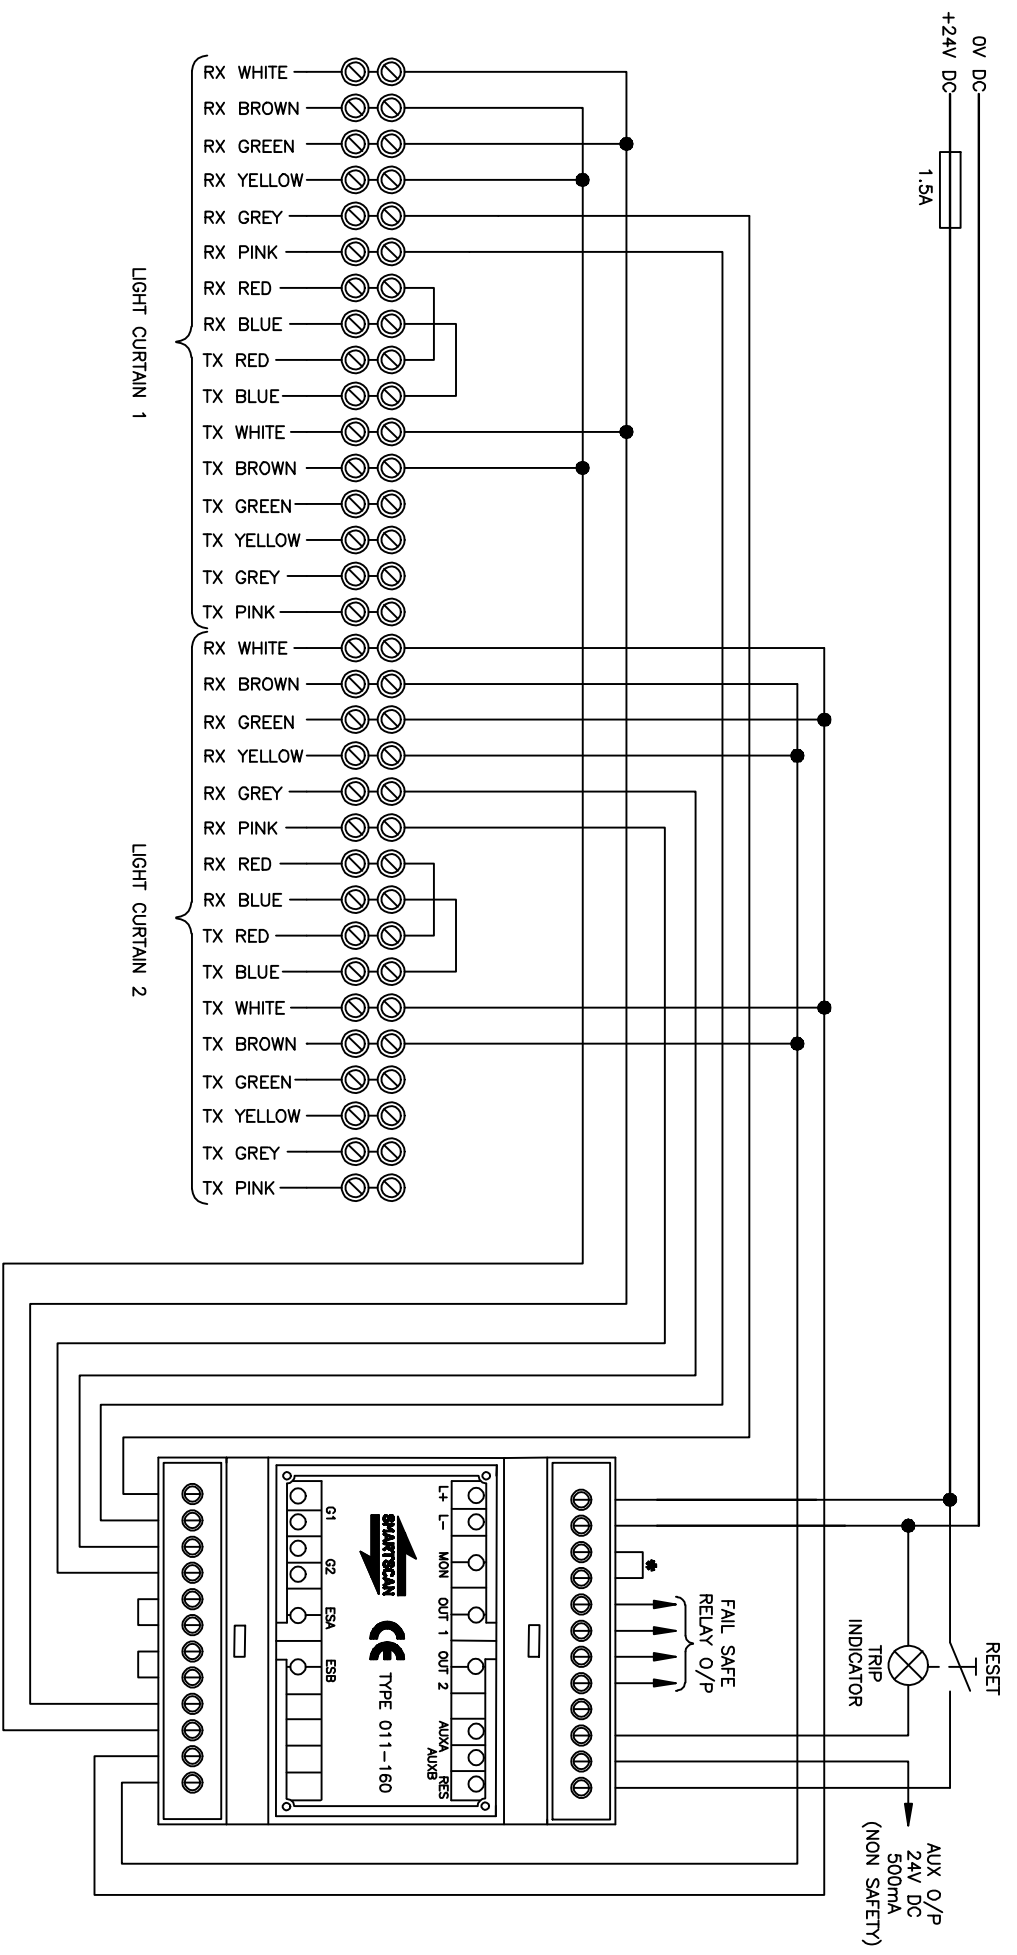 0V DC
+24V DC
1.5A
RX WHITE
RX BROWN
RX GREEN
RX YELLOW
RX GREY
RX PINK
RX RED
RX BLUE
TX RED
TX BLUE
TX WHITE
TX BROWN
TX GREEN
TX YELLOW
TX GREY
TX PINK
LIGHT CURTAIN 1
RX WHITE
RX BROWN
RX GREEN
RX YELLOW
RX GREY
RX PINK
RX RED
RX BLUE
TX RED
TX BLUE
TX WHITE
TX BROWN
TX GREEN
TX YELLOW
TX GREY
TX PINK
LIGHT CURTAIN 2
RESET
TRIP
INDICATOR
FAIL SAFE
RELAY O/P
*
L+ L- MON OUT 1 OUT 2 AUXA AUXB RES
SMARTSCAN
CE TYPE 011-160
G1 G2 ESA ESB
AUX O/P
24V DC
500mA
(NON SAFETY)